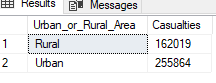 Results Messages
Urban_or_Rural_Area Casualties
1 Rural 162019
2 Urban 255864